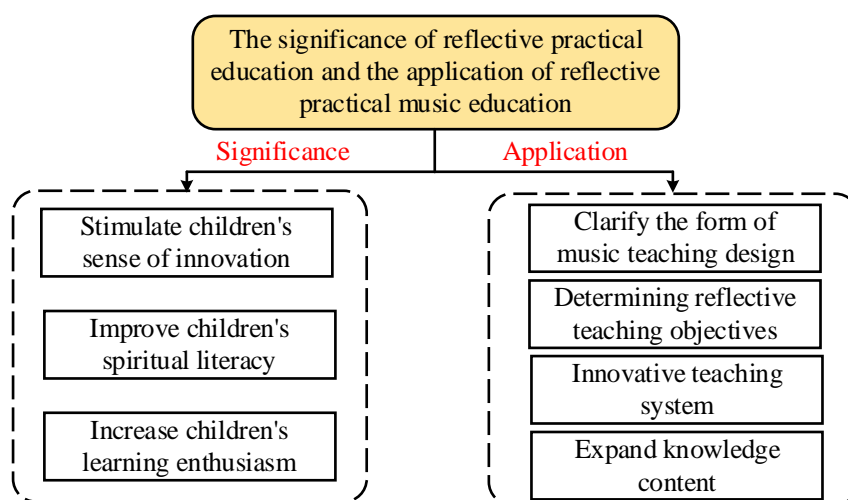 The significance of reflective practical
education and the application of reflective
practical music education
Significance
Application
Stimulate children's
sense of innovation
Improve children's
spiritual literacy
Increase children's
learning enthusiasm
Clarify the form of
music teaching design
Determining reflective
teaching objectives
Innovative teaching
system
Expand knowledge
content